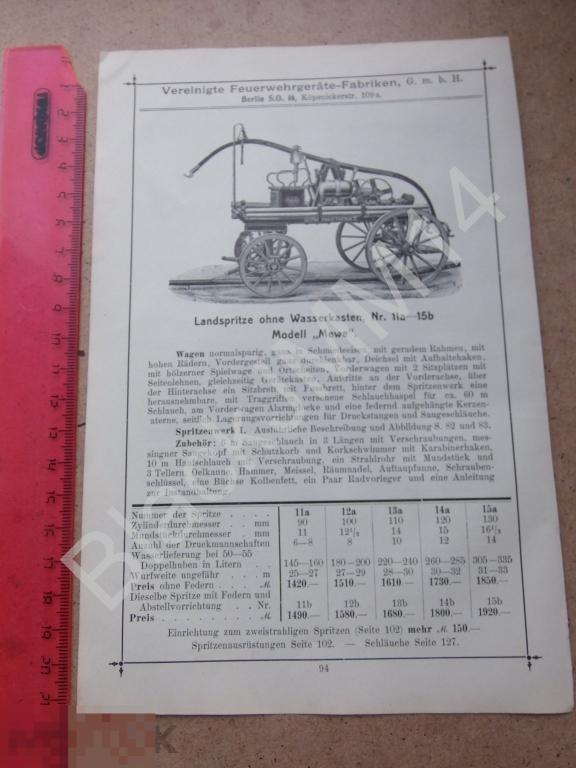 Vereinigte Feuerwehrgeräte-Fabriken, G. m. b. H.
Berlin S.O. 16, Köpenickerstr. 109a.
Landspritze ohne Wasserkasten, Nr. 11a—15b
Modell „Mewa“
Wagen normalspurig, ganz in Schmiedeeisen, mit geradem Rahmen, mit
hohen Rädern, Vordergestell ganz durchlenkbar, Deichsel mit Aufhaltehaken,
mit hölzerner Spielwage und Ortscheiten, Vorderwagen mit 2 Sitzplätzen mit
Seitenlehnen, gleichzeitig Gerätekasten, Auftritte an der Vorderachse, über
der Hinterachse ein Sitzbrett mit Fussbrett, hinter dem Spritzenwerk eine
herausnehmbare, mit Traggriffen versehene Schlauchhaspel für ca. 60 m
Schlauch, am Vorderwagen Alarmglocke und eine federnd aufgehängte Kerzen-
laterne, seitlich Lagerungsvorrichtungen für Druckstangen und Saugeschläuche.
Spritzenwerk I. Ausführliche Beschreibung und Abbildung S. 82 und 83.
Zubehör: 6 m Saugeschlauch in 3 Längen mit Verschraubungen, mes-
singner Saugekopf mit Schutzkorb und Korkschwimmer mit Karabinerhaken,
10 m Hanfschlauch mit Verschraubung, ein Strahlrohr mit Mundstück und
3 Tellern, Oelkanne, Hammer, Meissel, Räumnadel, Auftaupfanne, Schrauben-
schlüssel, eine Büchse Kolbenfett, ein Paar Radvorleger und eine Anleitung
zur Instandhaltung.
Nummer der Spritze . . . . 11a 12a 13a 14a 15a
Zylinderdurchmesser . . . mm 90 100 110 120 130
Mundstückdurchmesser . . mm 11 12½ 14 15 16½
Anzahl der Druckmannschaften 6—8 8 10 12 14
Wasserlieferung bei 50—55
Doppelhuben in Litern . . 145—160 180—200 220—240 260—285 305—335
Wurfweite ungefähr . . m 25—27 27—29 28—30 30—32 31—33
Preis ohne Federn . . . . M. 1420.— 1510.— 1610.— 1730.— 1850.—
Dieselbe Spritze mit Federn und
Abstellvorrichtung . . Nr. 11b 12b 13b 14b 15b
Preis . . . . . . . . . M. 1490.— 1580.— 1680.— 1800.— 1920.—
Einrichtung zum zweistrahligen Spritzen (Seite 102) mehr M. 150.—
Spritzenausrüstungen Seite 102. — Schläuche Seite 127.
94